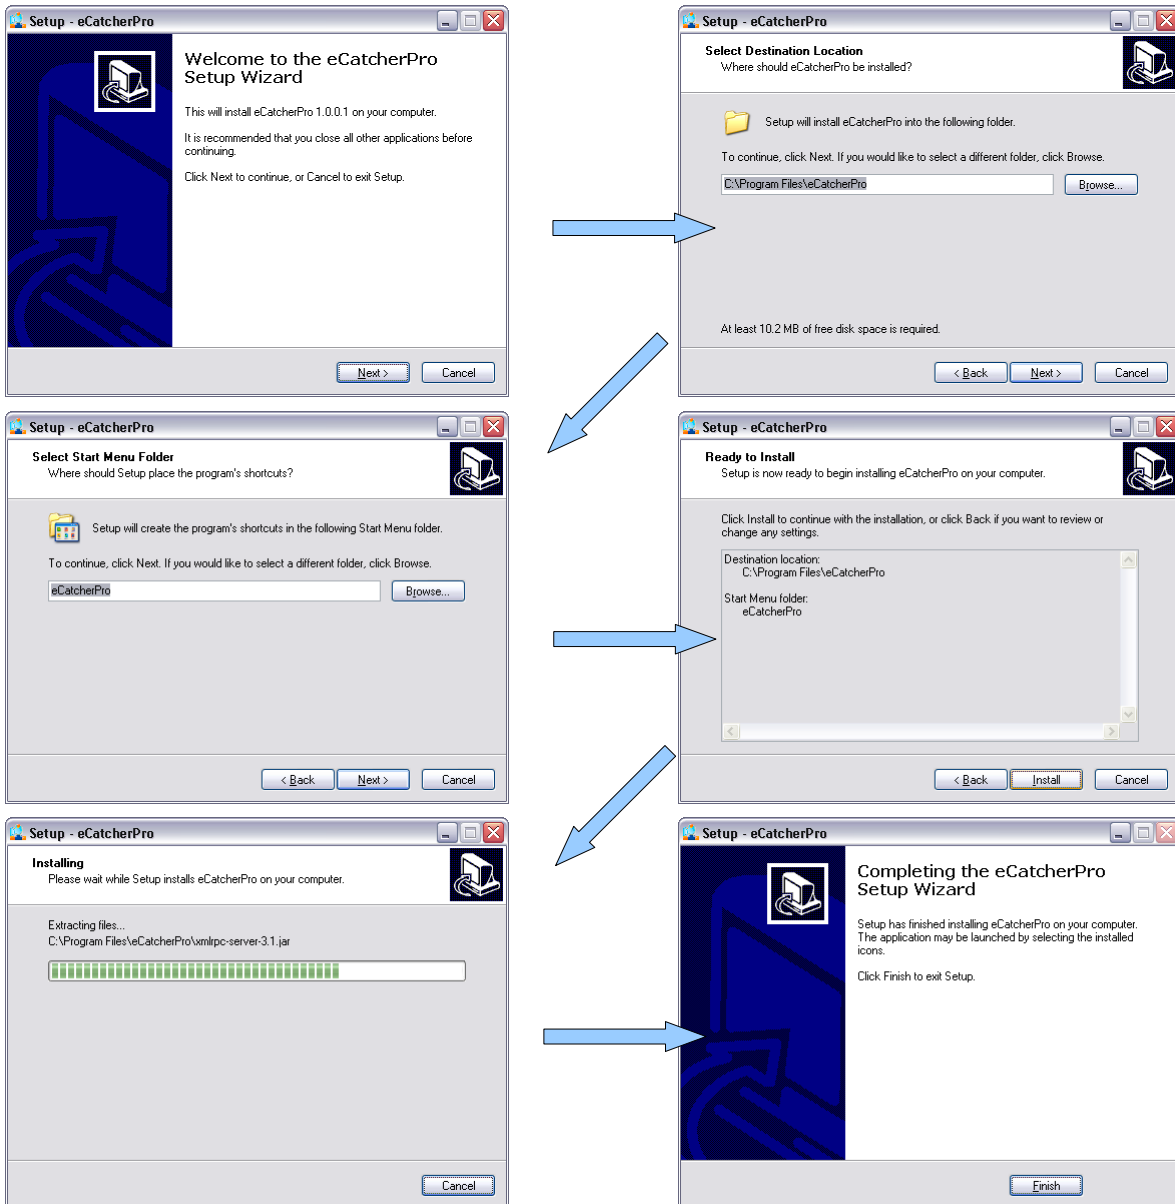 Setup - eCatcherPro
Welcome to the eCatcherPro
Setup Wizard
This will install eCatcherPro 1.0.0.1 on your computer.
It is recommended that you close all other applications before
continuing.
Click Next to continue, or Cancel to exit Setup.
Next >
Cancel
Setup - eCatcherPro
Select Destination Location
Where should eCatcherPro be installed?
Setup will install eCatcherPro into the following folder.
To continue, click Next. If you would like to select a different folder, click Browse.
C:\Program Files\eCatcherPro
Browse...
At least 10.2 MB of free disk space is required.
< Back
Next >
Cancel
Setup - eCatcherPro
Select Start Menu Folder
Where should Setup place the program's shortcuts?
Setup will create the program's shortcuts in the following Start Menu folder.
To continue, click Next. If you would like to select a different folder, click Browse.
eCatcherPro
Browse...
< Back
Next >
Cancel
Setup - eCatcherPro
Ready to Install
Setup is now ready to begin installing eCatcherPro on your computer.
Click Install to continue with the installation, or click Back if you want to review or
change any settings.
Destination location:
C:\Program Files\eCatcherPro
Start Menu folder:
eCatcherPro
< Back
Install
Cancel
Setup - eCatcherPro
Installing
Please wait while Setup installs eCatcherPro on your computer.
Extracting files...
C:\Program Files\eCatcherPro\xmlrpc-server-3.1.jar
Cancel
Setup - eCatcherPro
Completing the eCatcherPro
Setup Wizard
Setup has finished installing eCatcherPro on your computer.
The application may be launched by selecting the installed
icons.
Click Finish to exit Setup.
Finish